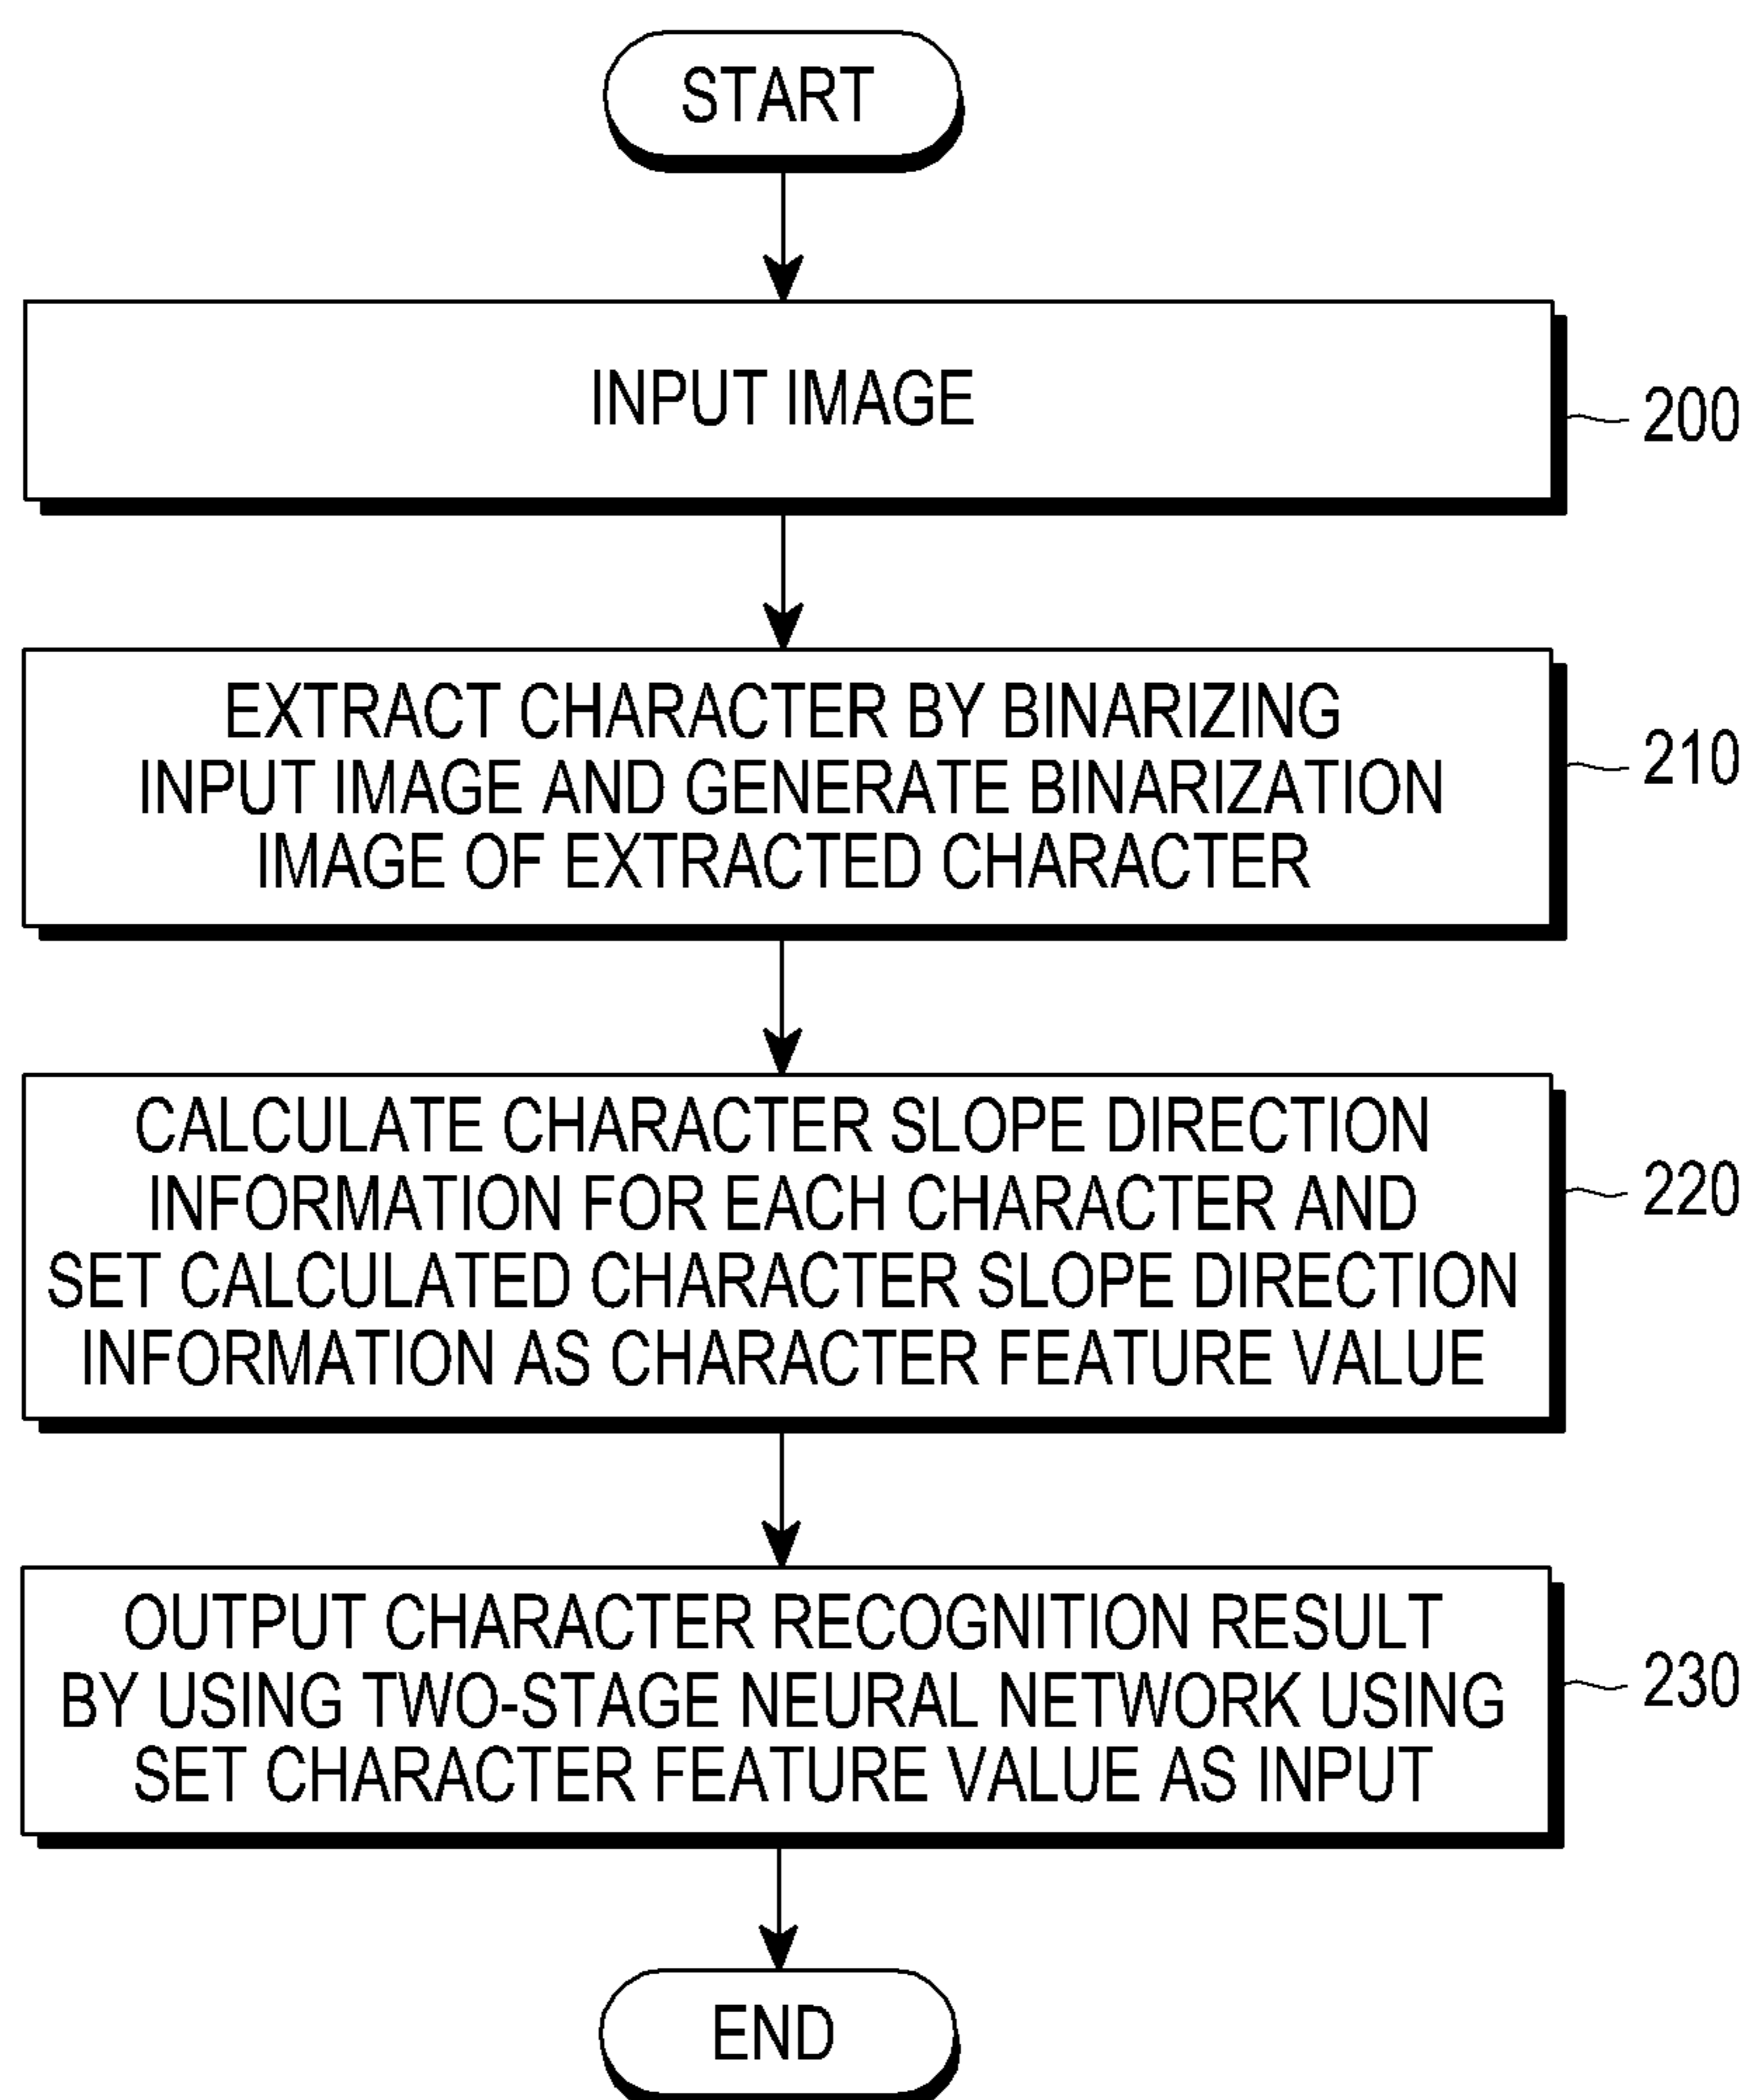 START
INPUT IMAGE
200
EXTRACT CHARACTER BY BINARIZING
INPUT IMAGE AND GENERATE BINARIZATION
IMAGE OF EXTRACTED CHARACTER
210
CALCULATE CHARACTER SLOPE DIRECTION
INFORMATION FOR EACH CHARACTER AND
SET CALCULATED CHARACTER SLOPE DIRECTION
INFORMATION AS CHARACTER FEATURE VALUE
220
OUTPUT CHARACTER RECOGNITION RESULT
BY USING TWO-STAGE NEURAL NETWORK USING
SET CHARACTER FEATURE VALUE AS INPUT
230
END